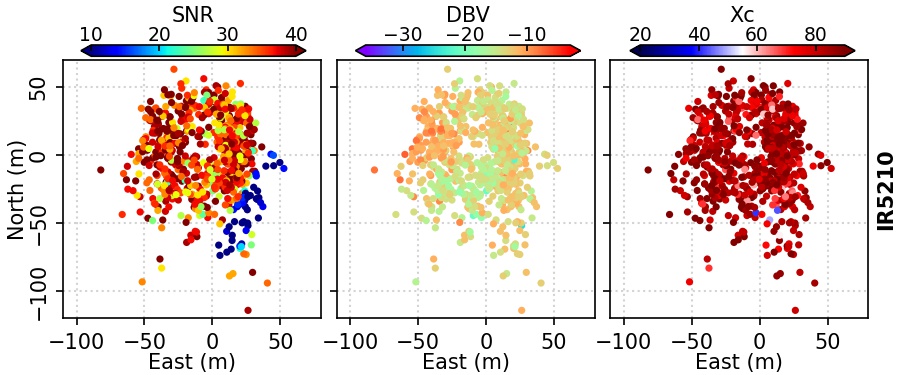 SNR DBV Xc
10 20 30 40 −30 −20 −10 20 40 60 80
50
0
−50
−100
North (m)
IR5210
−100 −50 0 50 −100 −50 0 50 −100 −50 0 50
East (m) East (m) East (m)